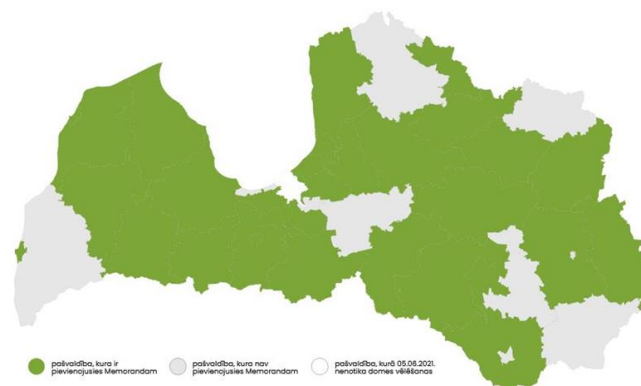 pašvaldība, kura ir
pievienojusies Memorandam
pašvaldība, kura nav
pievienojusies Memorandam
pašvaldība, kurā 05.06.2021.
nenotika domes vēlēšanas